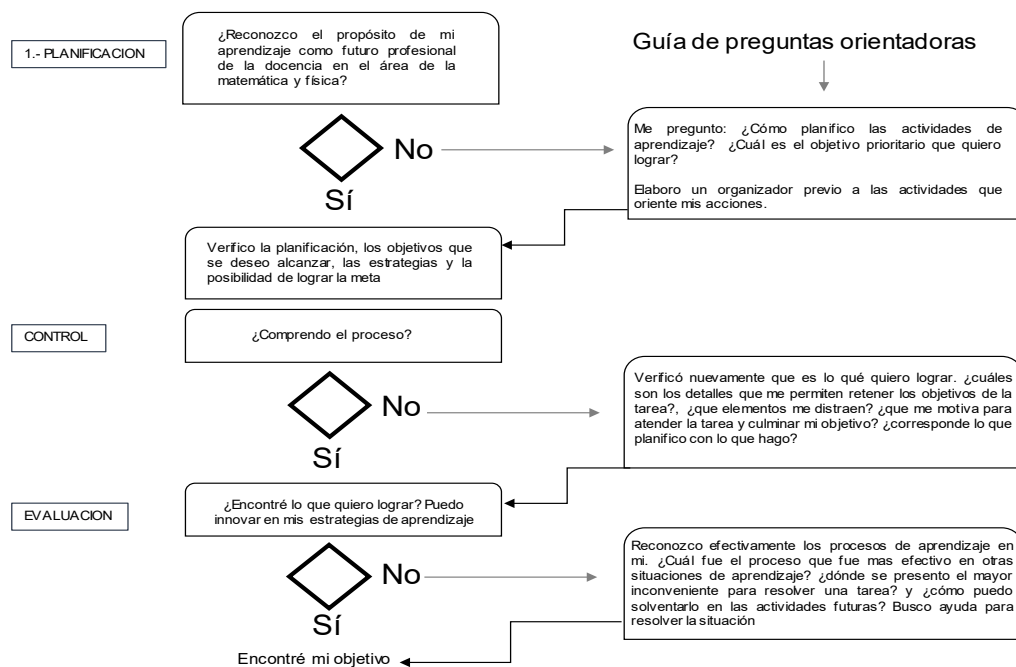 1.- PLANIFICACION
¿Reconozco el propósito de mi
aprendizaje como futuro profesional
de la docencia en el área de la
matemática y física?
Guía de preguntas orientadoras
No
Sí
Me pregunto: ¿Cómo planifico las actividades de
aprendizaje? ¿Cuál es el objetivo prioritario que quiero
lograr?
Elaboro un organizador previo a las actividades que
oriente mis acciones.
Verifico la planificación, los objetivos que
se deseo alcanzar, las estrategias y la
posibilidad de lograr la meta
CONTROL
¿Comprendo el proceso?
No
Sí
Verificó nuevamente que es lo qué quiero lograr. ¿cuáles
son los detalles que me permiten retener los objetivos de la
tarea?, ¿que elementos me distraen? ¿que me motiva para
atender la tarea y culminar mi objetivo? ¿corresponde lo que
planifico con lo que hago?
EVALUACION
¿Encontré lo que quiero lograr? Puedo
innovar en mis estrategias de aprendizaje
No
Sí
Reconozco efectivamente los procesos de aprendizaje en
mi. ¿Cuál fue el proceso que fue mas efectivo en otras
situaciones de aprendizaje? ¿dónde se presento el mayor
inconveniente para resolver una tarea? y ¿cómo puedo
solventarlo en las actividades futuras? Busco ayuda para
resolver la situación
Encontré mi objetivo